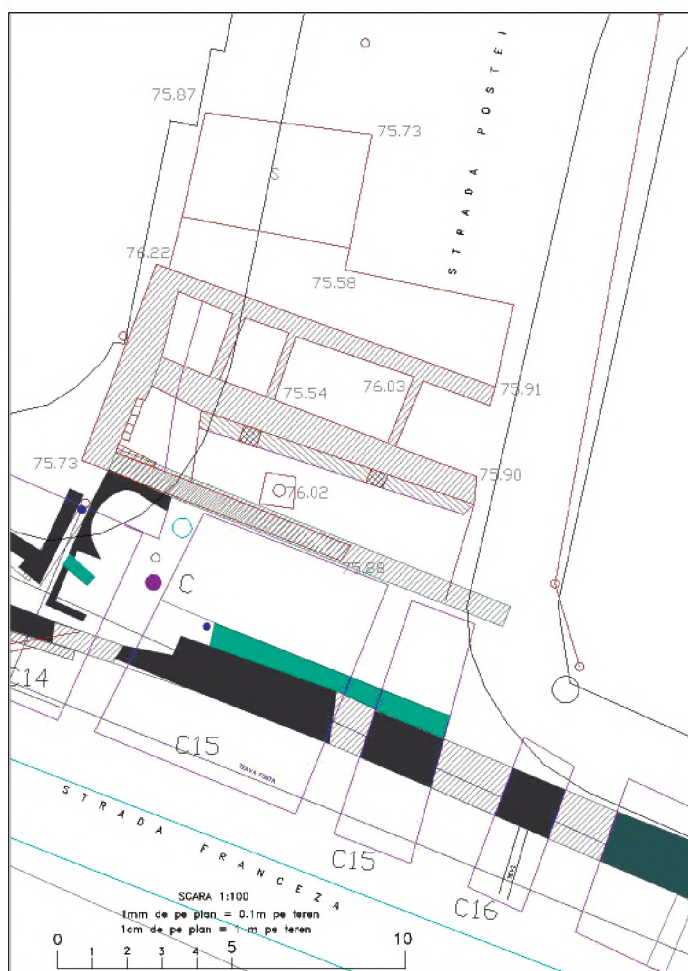 75.87
75.73
S
STRADA POSTEI
76.22
75.58
75.54
76.03
75.91
75.73
76.02
75.90
75.88
C
C14
C15
TEAVA FONTA
C15
C16
STRADA FRANCEZA
SCARA 1:100
1mm de pe plan = 0.1m pe teren
1cm de pe plan = 1 m pe teren
0 1 2 3 4 5 10